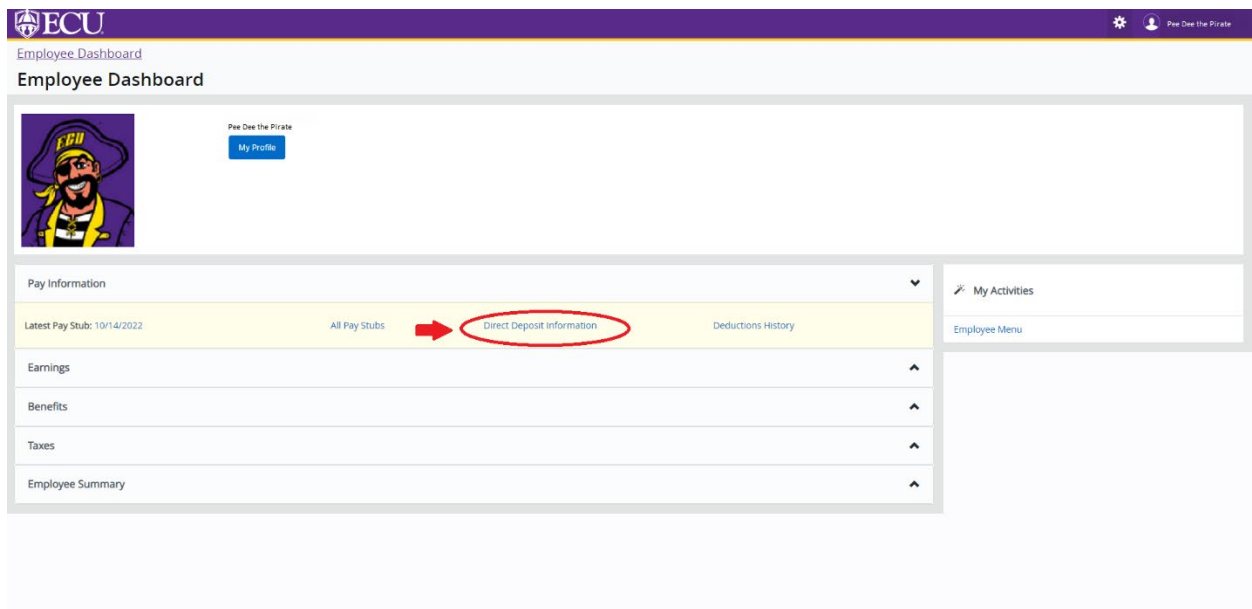 ECU
Pee Dee the Pirate
Employee Dashboard
Employee Dashboard
ECU
Pee Dee the Pirate
My Profile
Pay Information
Latest Pay Stub: 10/14/2022 All Pay Stubs Direct Deposit Information Deductions History
Earnings
Benefits
Taxes
Employee Summary
My Activities
Employee Menu